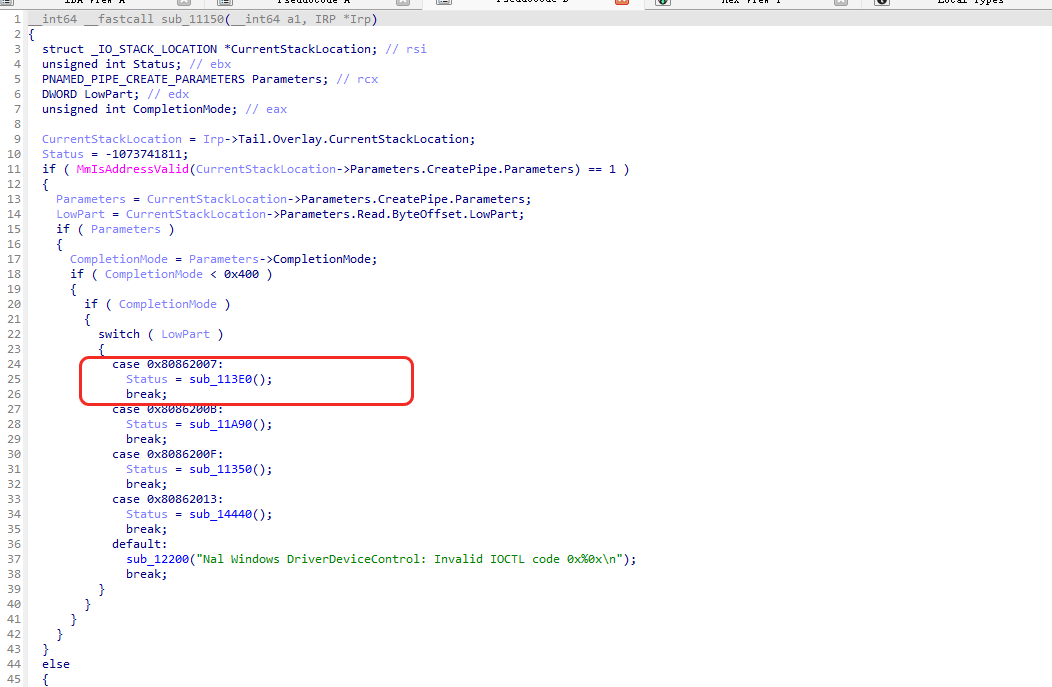 IDA View A Pseudocode A Pseudocode B Hex View 1 Local Types
1 __int64 __fastcall sub_11150(__int64 a1, IRP *Irp)
2 {
3 struct _IO_STACK_LOCATION *CurrentStackLocation; // rsi
4 unsigned int Status; // ebx
5 PNAMED_PIPE_CREATE_PARAMETERS Parameters; // rcx
6 DWORD LowPart; // edx
7 unsigned int CompletionMode; // eax
8
9 CurrentStackLocation = Irp->Tail.Overlay.CurrentStackLocation;
10 Status = -1073741811;
11 if ( MmIsAddressValid(CurrentStackLocation->Parameters.CreatePipe.Parameters) == 1 )
12 {
13 Parameters = CurrentStackLocation->Parameters.CreatePipe.Parameters;
14 LowPart = CurrentStackLocation->Parameters.Read.ByteOffset.LowPart;
15 if ( Parameters )
16 {
17 CompletionMode = Parameters->CompletionMode;
18 if ( CompletionMode < 0x400 )
19 {
20 if ( CompletionMode )
21 {
22 switch ( LowPart )
23 {
24 case 0x80862007:
25 Status = sub_113E0();
26 break;
27 case 0x8086200B:
28 Status = sub_11A90();
29 break;
30 case 0x8086200F:
31 Status = sub_11350();
32 break;
33 case 0x80862013:
34 Status = sub_14440();
35 break;
36 default:
37 sub_12200("Nal Windows DriverDeviceControl: Invalid IOCTL code 0x%0x\n");
38 break;
39 }
40 }
41 }
42 }
43 }
44 else
45 {